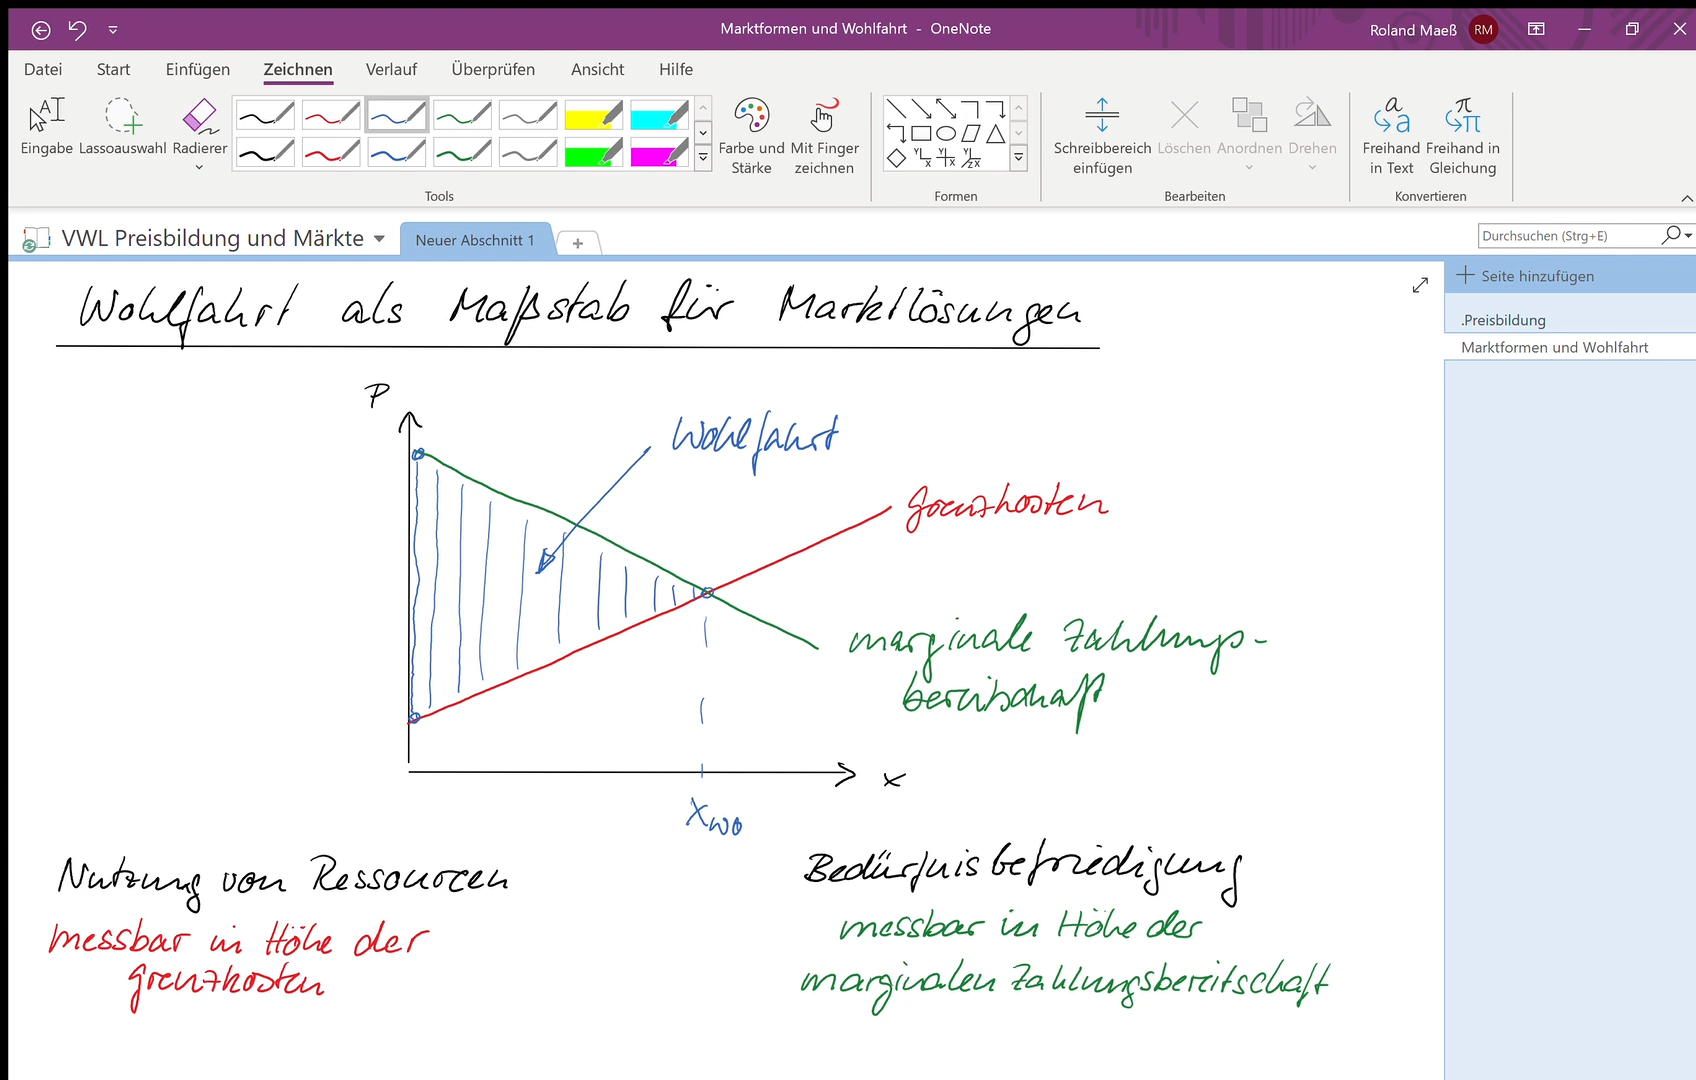 Marktformen und Wohlfahrt - OneNote
Roland Maeß RM
Datei Start Einfügen Zeichnen Verlauf Überprüfen Ansicht Hilfe
Eingabe Lassoauswahl Radierer
Farbe und Stärke
Mit Finger zeichnen
Schreibbereich einfügen
Löschen Anordnen Drehen
Freihand in Text
Freihand in Gleichung
Tools Formen Bearbeiten Konvertieren
VWL Preisbildung und Märkte
Neuer Abschnitt 1
Durchsuchen (Strg+E)
Seite hinzufügen
.Preisbildung
Marktformen und Wohlfahrt
Wohlfahrt als Maßstab für Marktlösungen
P
Wohlfahrt
Grenzkosten
marginale Zahlungs-
bereitschaft
x
xwo
Nutzung von Ressourcen
messbar in Höhe der
Grenzkosten
Bedürfnisbefriedigung
messbar in Höhe der
marginalen Zahlungsbereitschaft